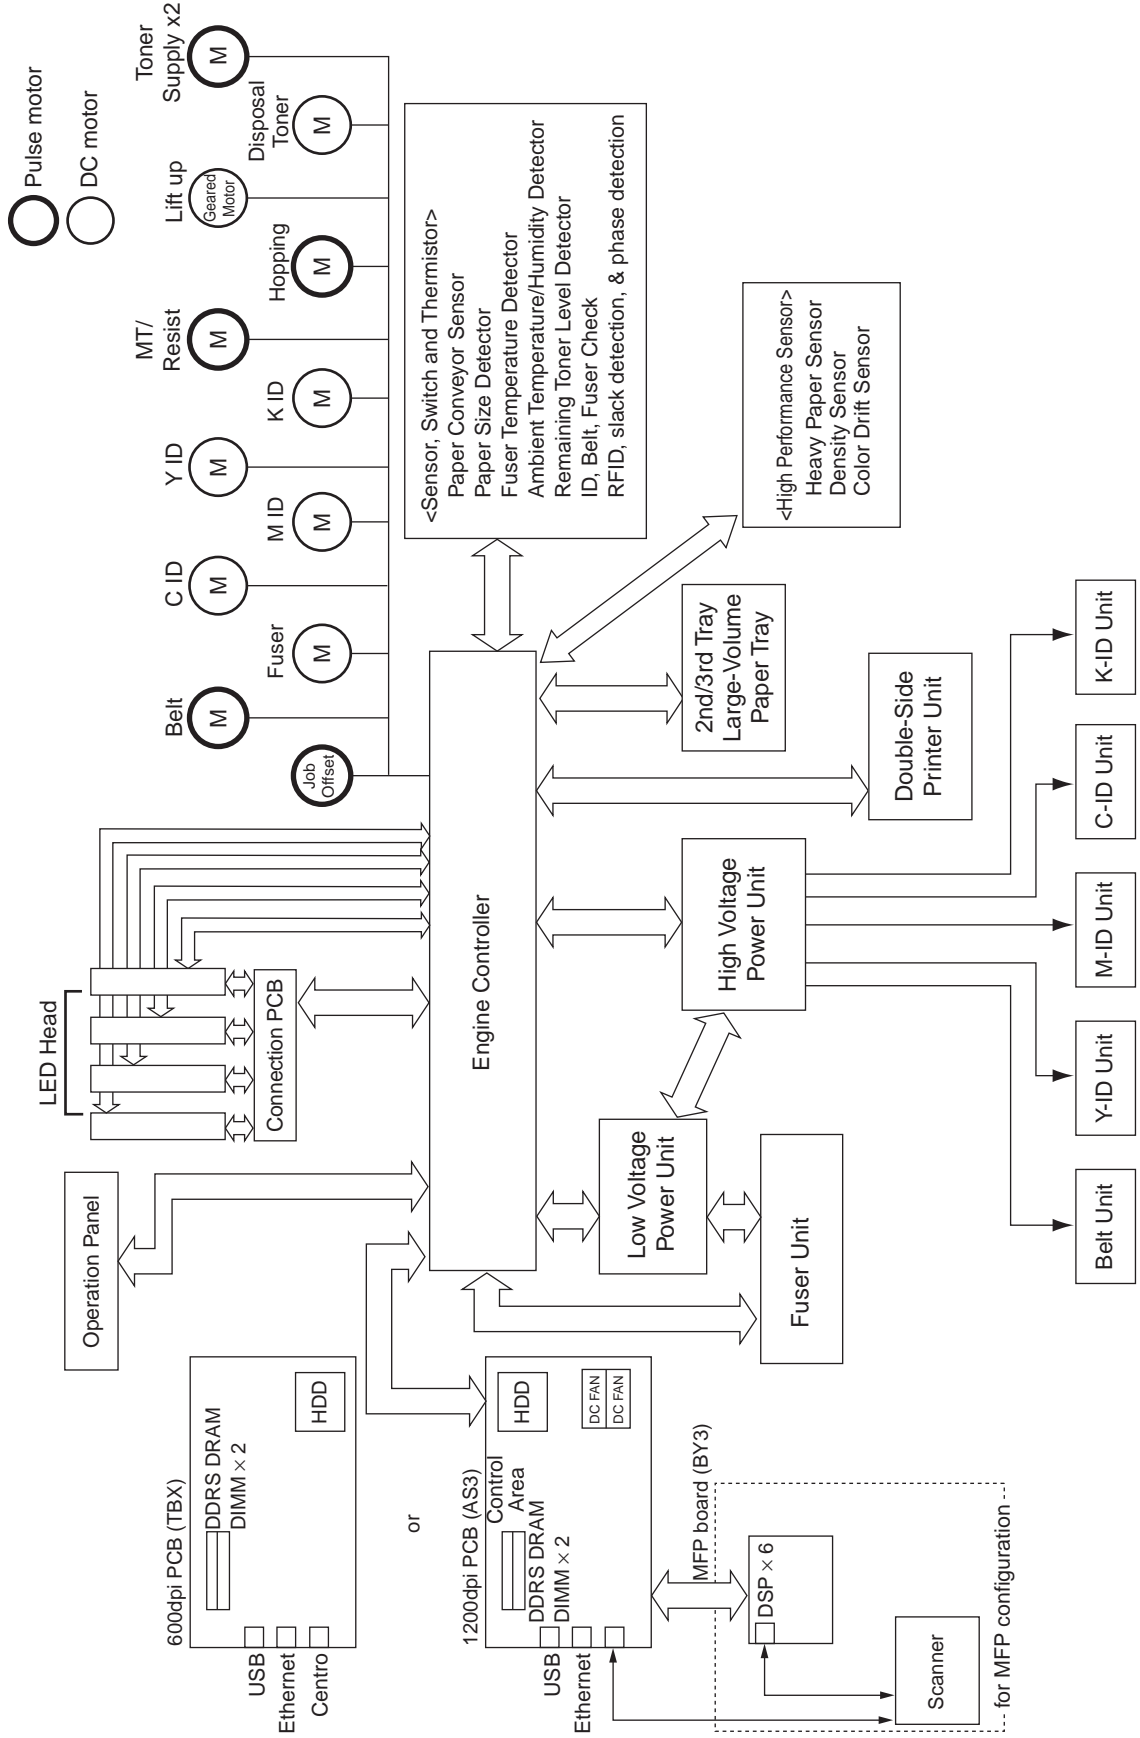 600dpi PCB (TBX)
DDRS DRAM
DIMM × 2
HDD
USB
Ethernet
Centro
or
1200dpi PCB (AS3)
Control
Area
DDRS DRAM
DIMM × 2
HDD
DC FAN
DC FAN
USB
Ethernet
MFP board (BY3)
DSP × 6
Scanner
for MFP configuration
Operation Panel
LED Head
Connection PCB
Engine Controller
Low Voltage
Power Unit
Fuser Unit
High Voltage
Power Unit
Belt Unit
Y-ID Unit
M-ID Unit
C-ID Unit
K-ID Unit
Double-Side
Printer Unit
2nd/3rd Tray
Large-Volume
Paper Tray
Job
Offset
Belt
M
Fuser
M
C ID
M
M ID
M
Y ID
M
K ID
M
MT/
Resist
M
Hopping
M
Lift up
Geared
Motor
Disposal
Toner
M
Toner
Supply x2
M
Pulse motor
DC motor
<Sensor, Switch and Thermistor>
Paper Conveyor Sensor
Paper Size Detector
Fuser Temperature Detector
Ambient Temperature/Humidity Detector
Remaining Toner Level Detector
ID, Belt, Fuser Check
RFID, slack detection, & phase detection
<High Performance Sensor>
Heavy Paper Sensor
Density Sensor
Color Drift Sensor